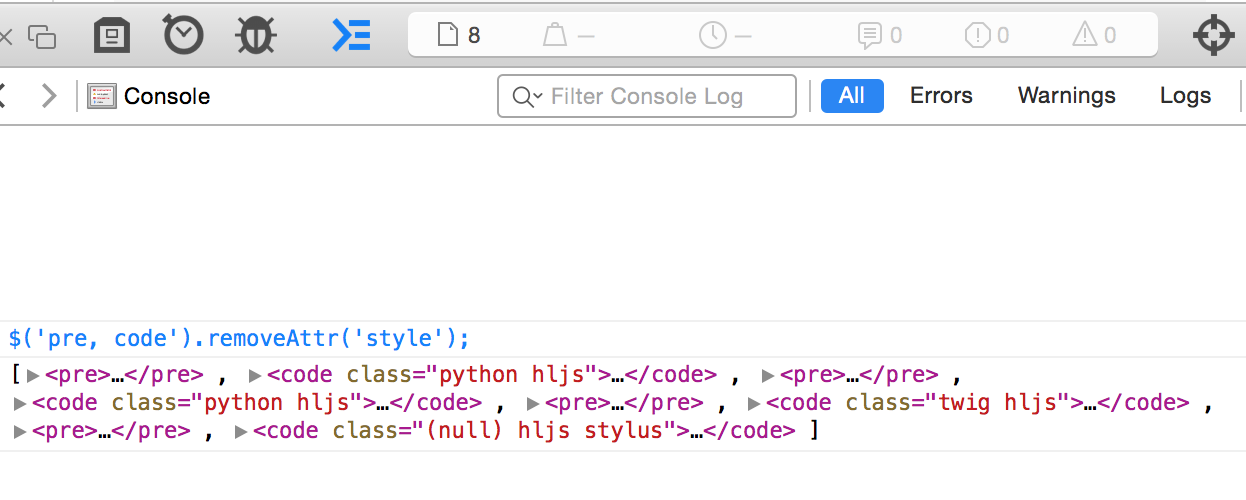 8 — — 0 0 0
Console Filter Console Log All Errors Warnings Logs
$('pre, code').removeAttr('style');
[▶<pre>…</pre> , ▶<code class="python hljs">…</code> , ▶<pre>…</pre> ,
▶<code class="python hljs">…</code> , ▶<pre>…</pre> , ▶<code class="twig hljs">…</code> ,
▶<pre>…</pre> , ▶<code class="(null) hljs stylus">…</code> ]